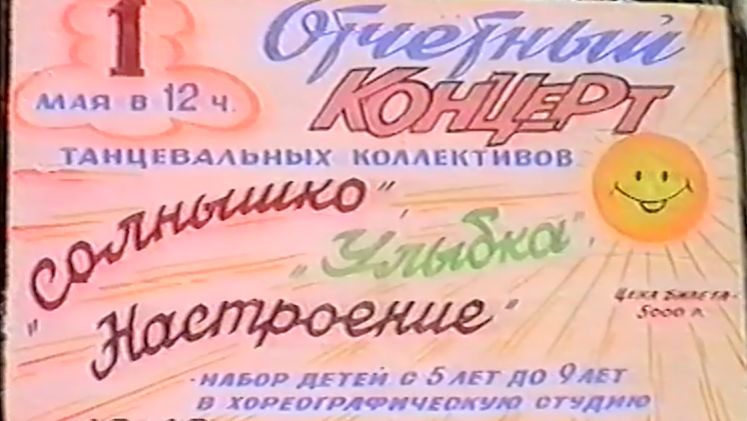 1
МАЯ В 12 Ч.
Отчетный
КОНЦЕРТ
ТАНЦЕВАЛЬНЫХ КОЛЛЕКТИВОВ
"Солнышко",
"Улыбка",
"Настроение"
ЦЕНА БИЛЕТА-
5000 р.
-НАБОР ДЕТЕЙ С 5 ЛЕТ ДО 9 ЛЕТ
В ХОРЕОГРАФИЧЕСКУЮ СТУДИЮ